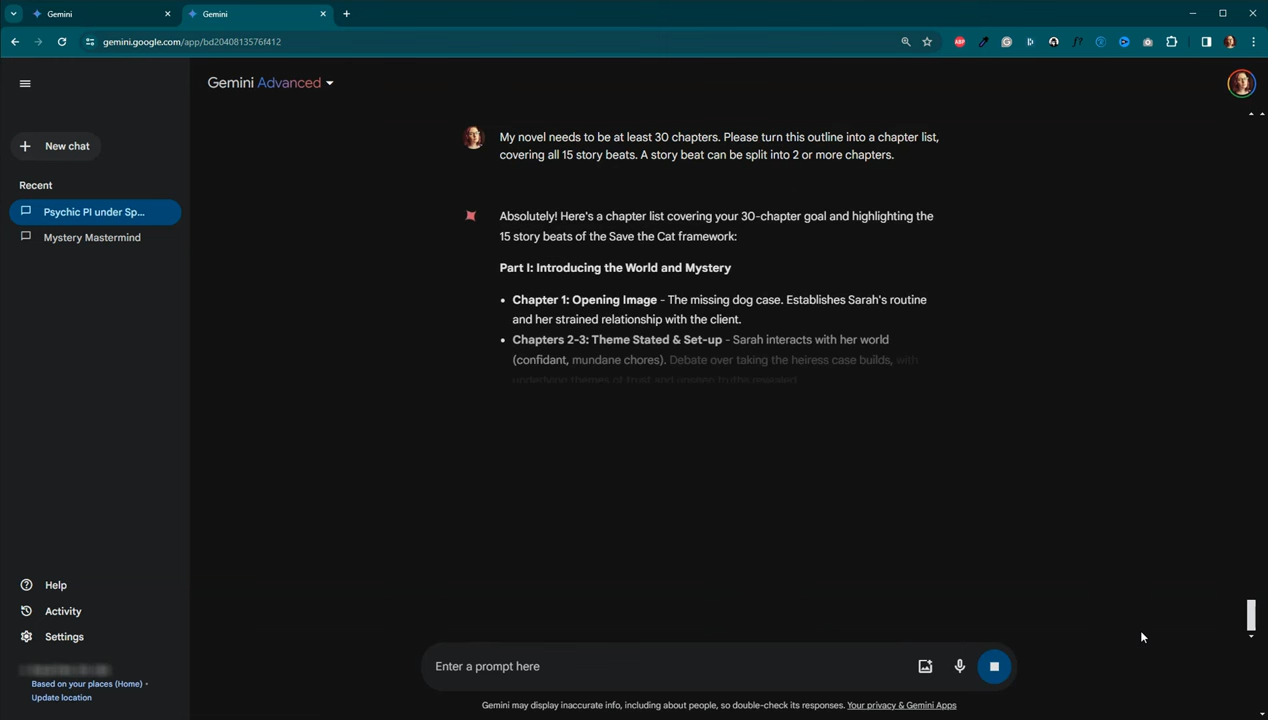 Gemini
Gemini
gemini.google.com/app/bd2040813576f412
Gemini Advanced
New chat
Recent
Psychic PI under Sp...
Mystery Mastermind
My novel needs to be at least 30 chapters. Please turn this outline into a chapter list,
covering all 15 story beats. A story beat can be split into 2 or more chapters.
Absolutely! Here's a chapter list covering your 30-chapter goal and highlighting the
15 story beats of the Save the Cat framework:
Part I: Introducing the World and Mystery
• Chapter 1: Opening Image - The missing dog case. Establishes Sarah's routine
and her strained relationship with the client.
• Chapters 2-3: Theme Stated & Set-up - Sarah interacts with her world
(confidant, mundane chores). Debate over taking the heiress case builds, with
underlying themes of trust and
Help
Activity
Settings
Based on your places (Home) •
Update location
Enter a prompt here
Gemini may display inaccurate info, including about people, so double-check its responses. Your privacy & Gemini Apps